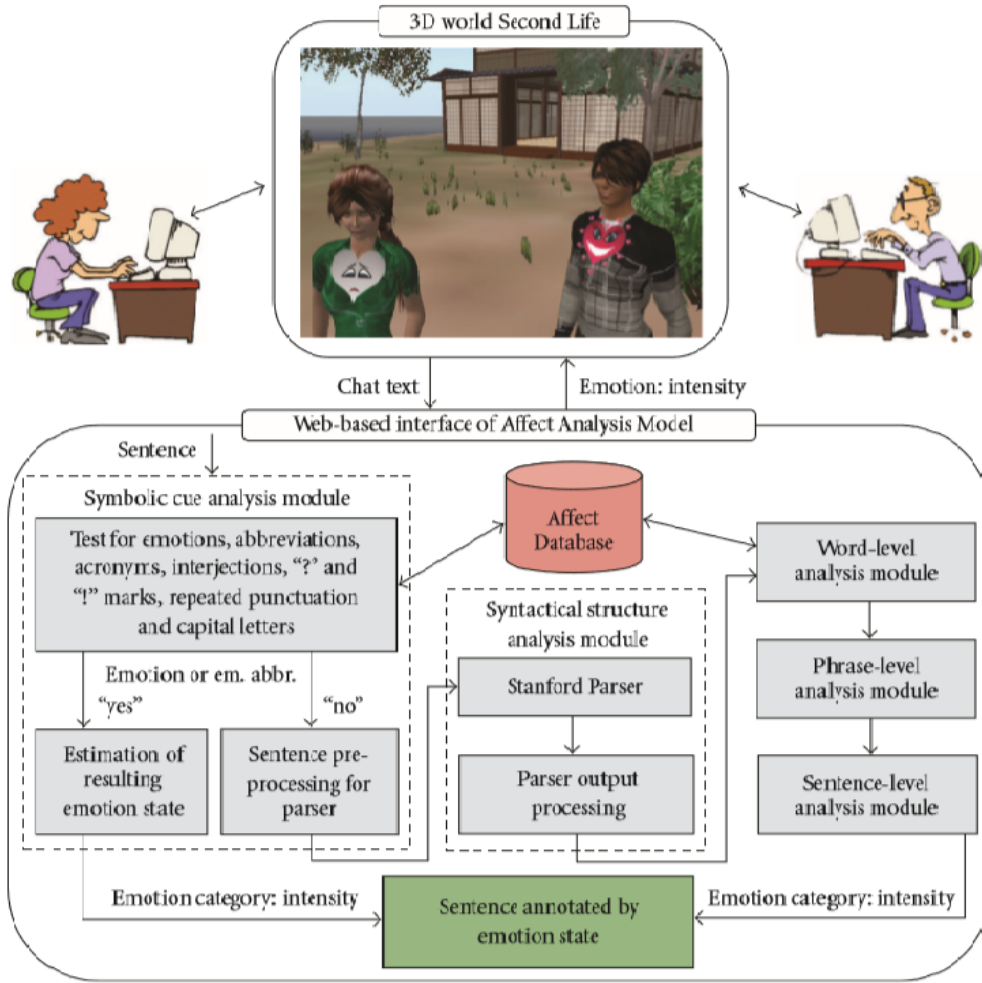 3D world Second Life
Chat text
Emotion: intensity
Web-based interface of Affect Analysis Model
Sentence
Symbolic cue analysis module
Test for emotions, abbreviations,
acronyms, interjections, “?’ and
“!” marks, repeated punctuation
and capital letters
Emotion or em. abbr.
“yes”
“no”
Estimation of
resulting
emotion state
Sentence pre-
processing for
parser
Affect
Database
Syntactical structure
analysis module
Stanford Parser
Parser output
processing
Word-level
analysis module
Phrase-level
analysis module
Sentence-level
analysis module
Emotion category: intensity
Sentence annotated by
emotion state
Emotion category: intensity